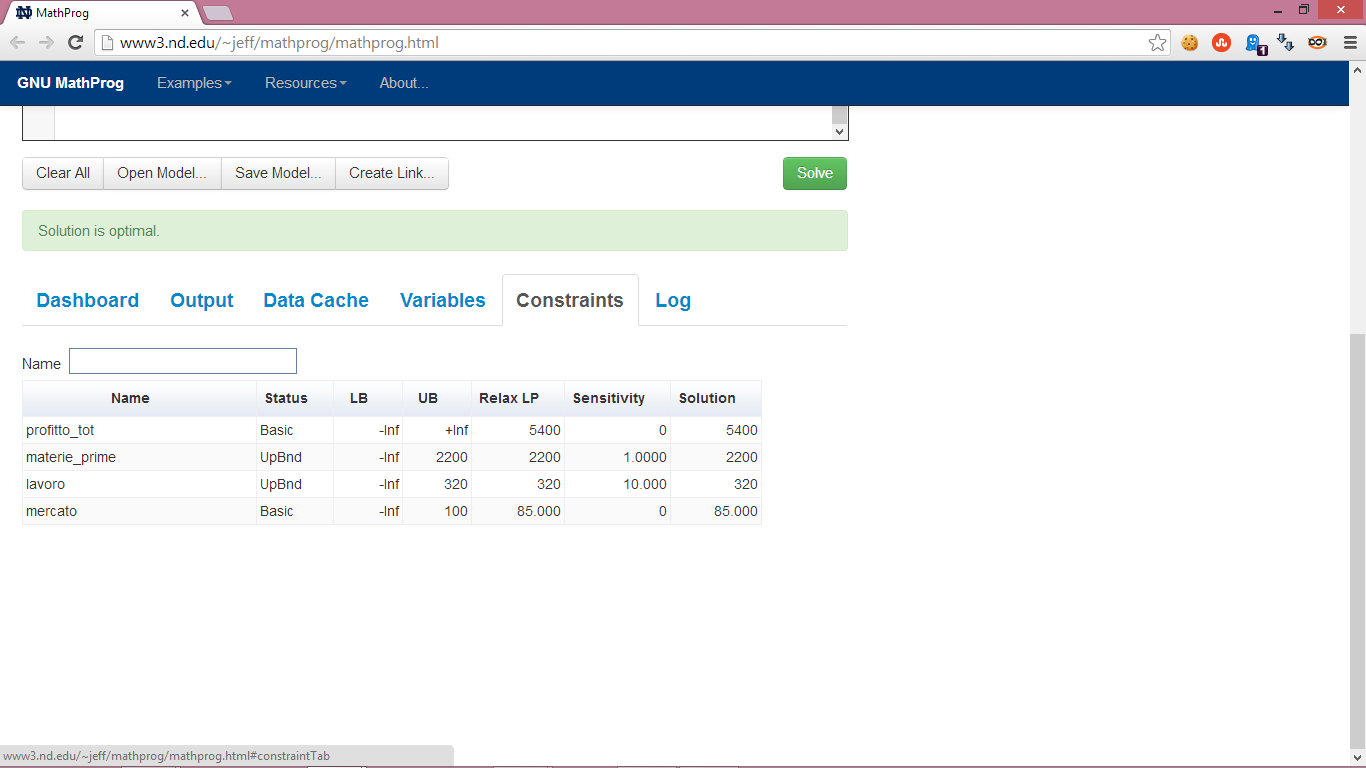 MathProg
www3.nd.edu/~jeff/mathprog/mathprog.html
1
GNU MathProg Examples Resources About...
Clear All Open Model... Save Model... Create Link... Solve
Solution is optimal.
Dashboard Output Data Cache Variables Constraints Log
Name
Name Status LB UB Relax LP Sensitivity Solution
profitto_tot Basic -Inf +Inf 5400 0 5400
materie_prime UpBnd -Inf 2200 2200 1.0000 2200
lavoro UpBnd -Inf 320 320 10.000 320
mercato Basic -Inf 100 85.000 0 85.000
www3.nd.edu/~jeff/mathprog/mathprog.html#constraintTab